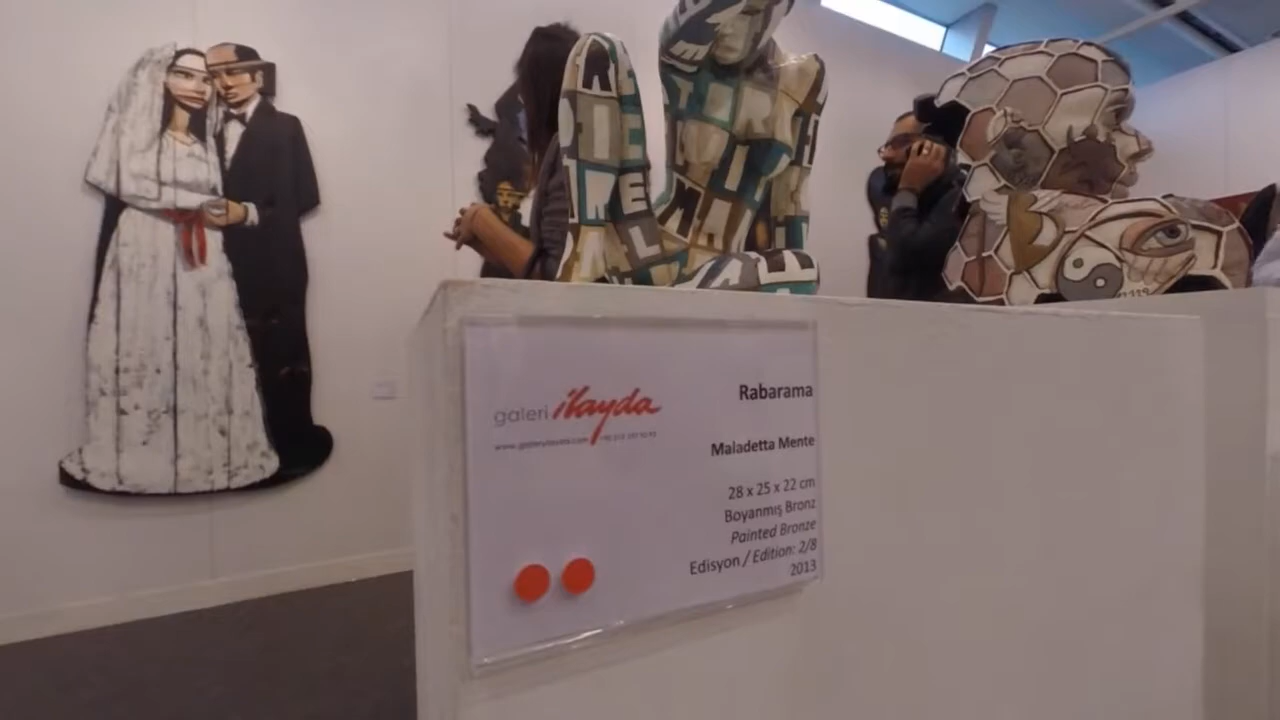 galeri ilayda
Rabarama
Maladetta Mente
28 x 25 x 22 cm
Boyanmış Bronz
Painted Bronze
Edisyon / Edition: 2/8
2013